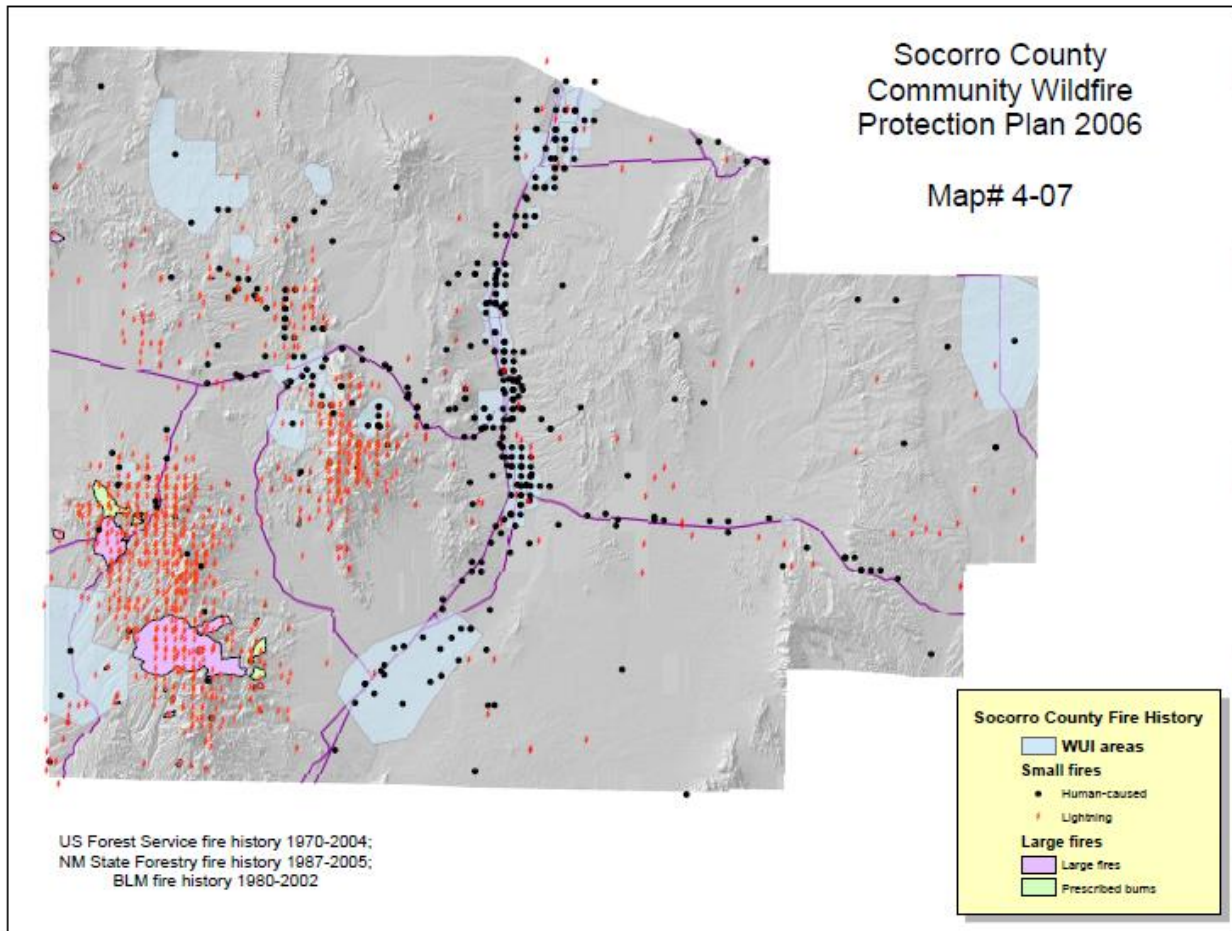 Socorro County
Community Wildfire
Protection Plan 2006
Map# 4-07
Socorro County Fire History
WUI areas
Small fires
Human-caused
Lightning
Large fires
Large fires
Prescribed burns
US Forest Service fire history 1970-2004;
NM State Forestry fire history 1987-2005;
BLM fire history 1980-2002